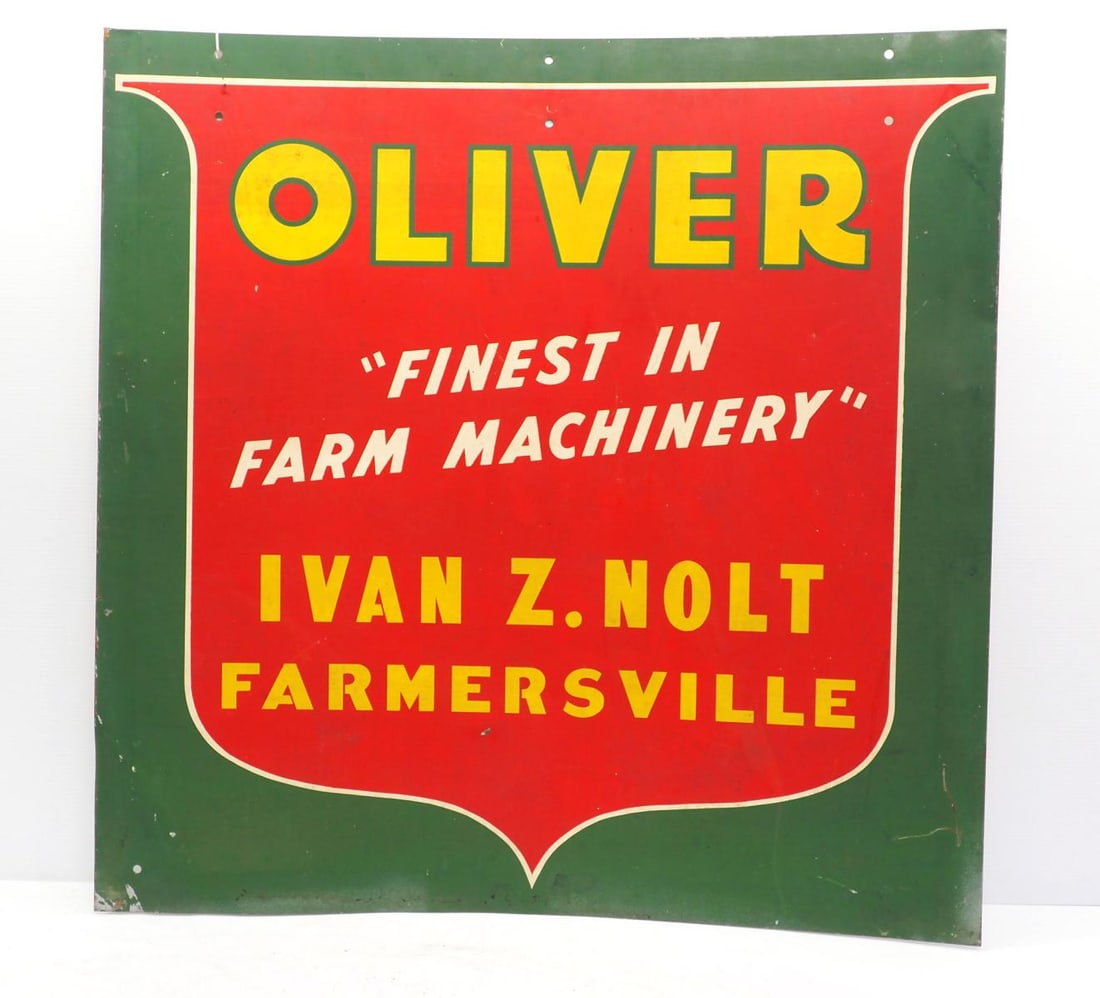 OLIVER
"FINEST IN
FARM MACHINERY"
IVAN Z. NOLT
FARMERSVILLE